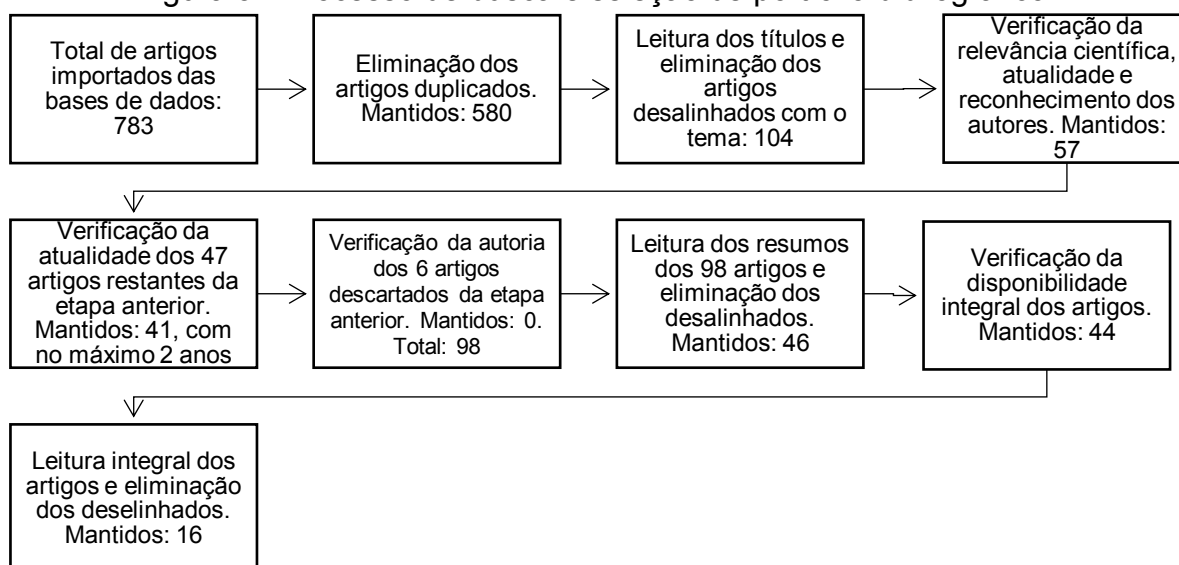 Total de artigos
importados das
bases de dados:
783
Eliminação dos
artigos duplicados.
Mantidos: 580
Leitura dos títulos e
eliminação dos
artigos
desalinhados com o
tema: 104
Verificação da
relevância científica,
atualidade e
reconhecimento dos
autores. Mantidos:
57
Verificação da
atualidade dos 47
artigos restantes da
etapa anterior.
Mantidos: 41, com
no máximo 2 anos
Verificação da autoria
dos 6 artigos
descartados da etapa
anterior. Mantidos: 0.
Total: 98
Leitura dos resumos
dos 98 artigos e
eliminação dos
desalinhados.
Mantidos: 46
Verificação da
disponibilidade
integral dos artigos.
Mantidos: 44
Leitura integral dos
artigos e eliminação
dos deselinhados.
Mantidos: 16